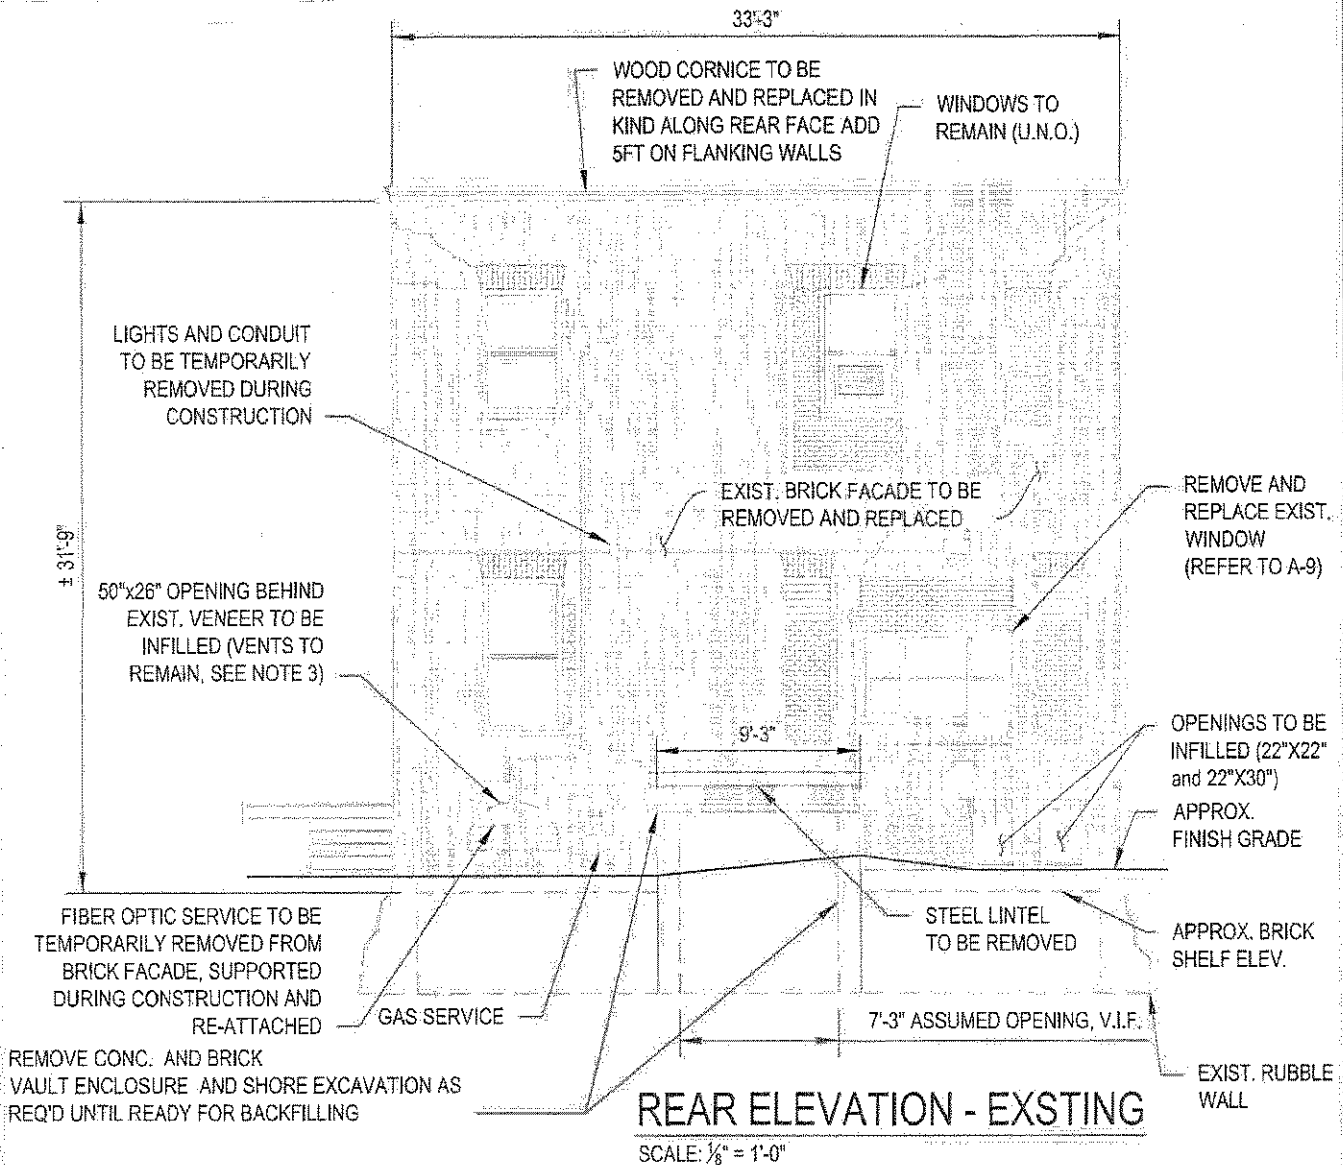 33'-3"
WOOD CORNICE TO BE
REMOVED AND REPLACED IN
KIND ALONG REAR FACE ADD
5FT ON FLANKING WALLS
WINDOWS TO
REMAIN (U.N.O.)
LIGHTS AND CONDUIT
TO BE TEMPORARILY
REMOVED DURING
CONSTRUCTION
± 31'-9"
EXIST. BRICK FACADE TO BE
REMOVED AND REPLACED
REMOVE AND
REPLACE EXIST.
WINDOW
(REFER TO A-9)
50"x26" OPENING BEHIND
EXIST. VENEER TO BE
INFILLED (VENTS TO
REMAIN, SEE NOTE 3)
9'-3"
OPENINGS TO BE
INFILLED (22"X22"
and 22"X30")
APPROX.
FINISH GRADE
FIBER OPTIC SERVICE TO BE
TEMPORARILY REMOVED FROM
BRICK FACADE, SUPPORTED
DURING CONSTRUCTION AND
RE-ATTACHED
GAS SERVICE
STEEL LINTEL
TO BE REMOVED
APPROX. BRICK
SHELF ELEV.
7'-3" ASSUMED OPENING, V.I.F.
REMOVE CONC. AND BRICK
VAULT ENCLOSURE AND SHORE EXCAVATION AS
REQ'D UNTIL READY FOR BACKFILLING
EXIST. RUBBLE
WALL
REAR ELEVATION - EXSTING
SCALE: ⅛" = 1'-0"